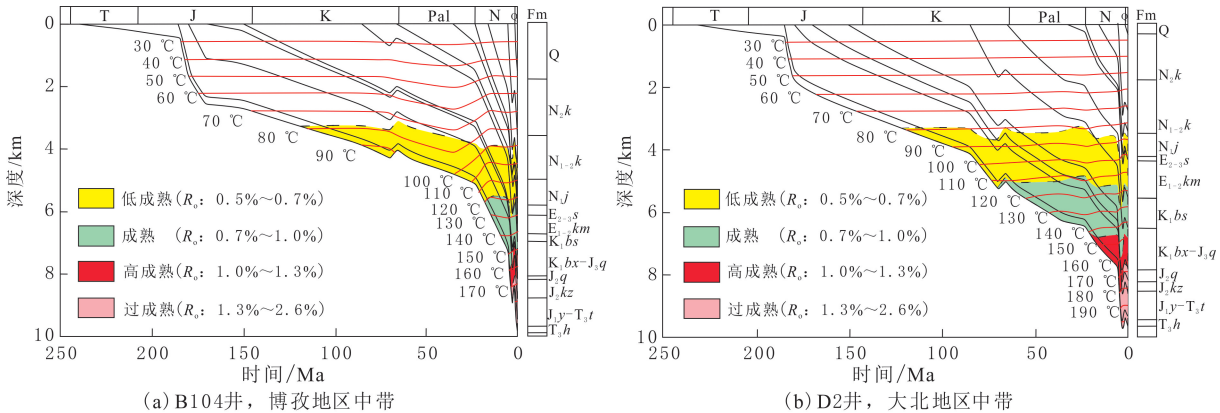 T J K Pal N Q Fm
0
2
4
6
8
10
深度/km
30 ℃
40 ℃
50 ℃
60 ℃
70 ℃
80 ℃
90 ℃
100 ℃
110 ℃
120 ℃
130 ℃
140 ℃
150 ℃
160 ℃
170 ℃
低成熟(Rₒ: 0.5%~0.7%)
成熟 (Rₒ: 0.7%~1.0%)
高成熟(Rₒ: 1.0%~1.3%)
过成熟(Rₒ: 1.3%~2.6%)
Q
N₂k
N₁₋₂k
N₁j
E₂₋₃s
E₁₋₂km
K₁bs
K₁bx-J₃q
J₂q
J₂kz
J₁y-T₃t
T₃h
250 200 150 100 50 0
时间/Ma
(a) B104井, 博孜地区中带
T J K Pal N Q Fm
0
2
4
6
8
10
深度/km
30 ℃
40 ℃
50 ℃
60 ℃
70 ℃
80 ℃
90 ℃
100 ℃
110 ℃
120 ℃
130 ℃
140 ℃
150 ℃
160 ℃
170 ℃
180 ℃
190 ℃
低成熟(Rₒ: 0.5%~0.7%)
成熟 (Rₒ: 0.7%~1.0%)
高成熟(Rₒ: 1.0%~1.3%)
过成熟(Rₒ: 1.3%~2.6%)
Q
N₂k
N₁₋₂k
N₁j
E₂₋₃s
E₁₋₂km
K₁bs
K₁bx-J₃q
J₂q
J₂kz
J₁y-T₃t
T₃h
250 200 150 100 50 0
时间/Ma
(b) D2井, 大北地区中带